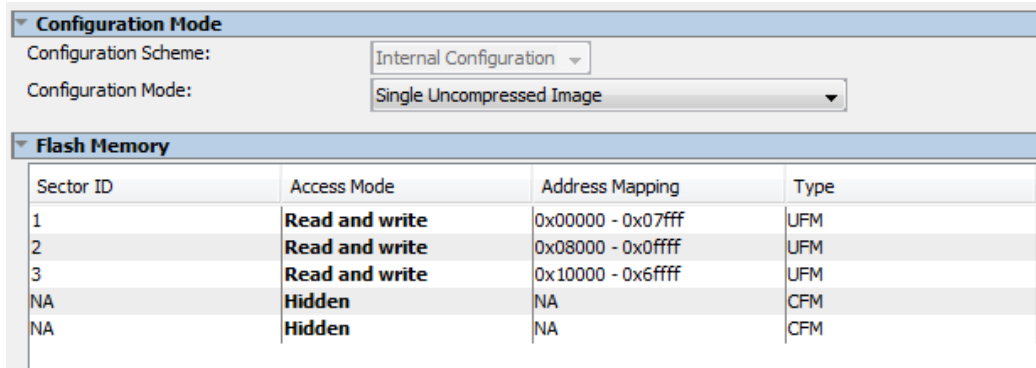 Configuration Mode
Configuration Scheme: Internal Configuration
Configuration Mode: Single Uncompressed Image
Flash Memory
Sector ID Access Mode Address Mapping Type
1 Read and write 0x00000 - 0x07fff UFM
2 Read and write 0x08000 - 0x0ffff UFM
3 Read and write 0x10000 - 0x6ffff UFM
NA Hidden NA CFM
NA Hidden NA CFM